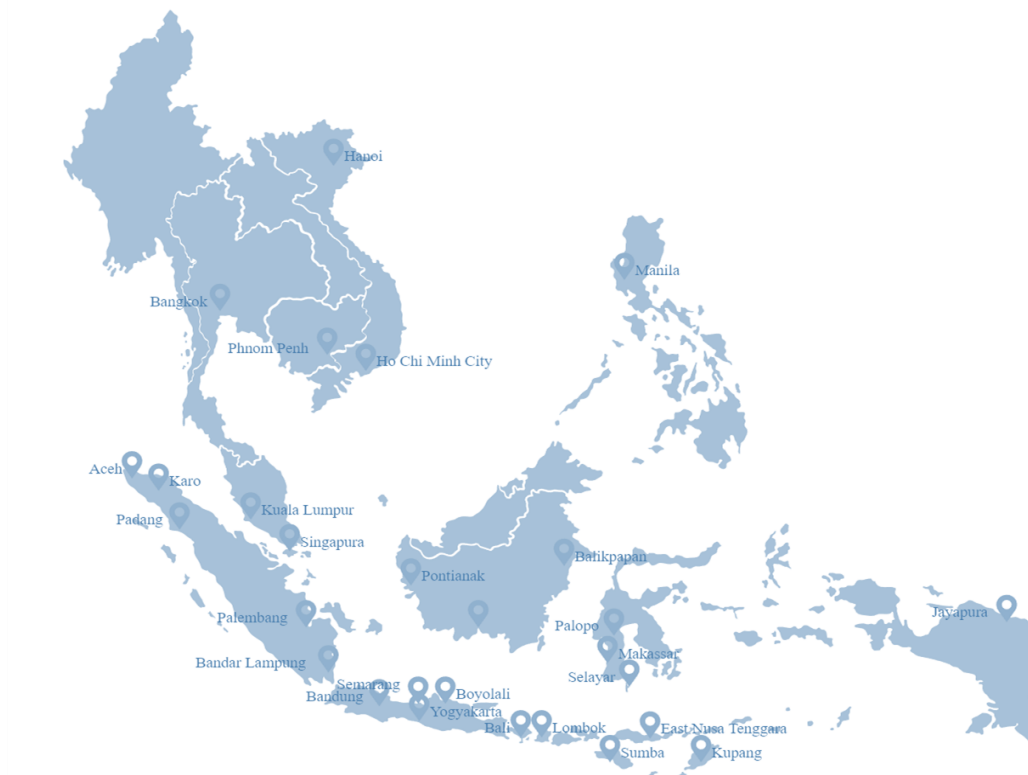 Hanoi
Manila
Bangkok
Phnom Penh
Ho Chi Minh City
Aceh
Karo
Kuala Lumpur
Padang
Singapura
Balikpapan
Pontianak
Jayapura
Palembang
Palopo
Makassar
Bandar Lampung
Selayar
Semarang
Bandung
Boyolali
Yogyakarta
Bali
Lombok
East Nusa Tenggara
Sumba
Kupang